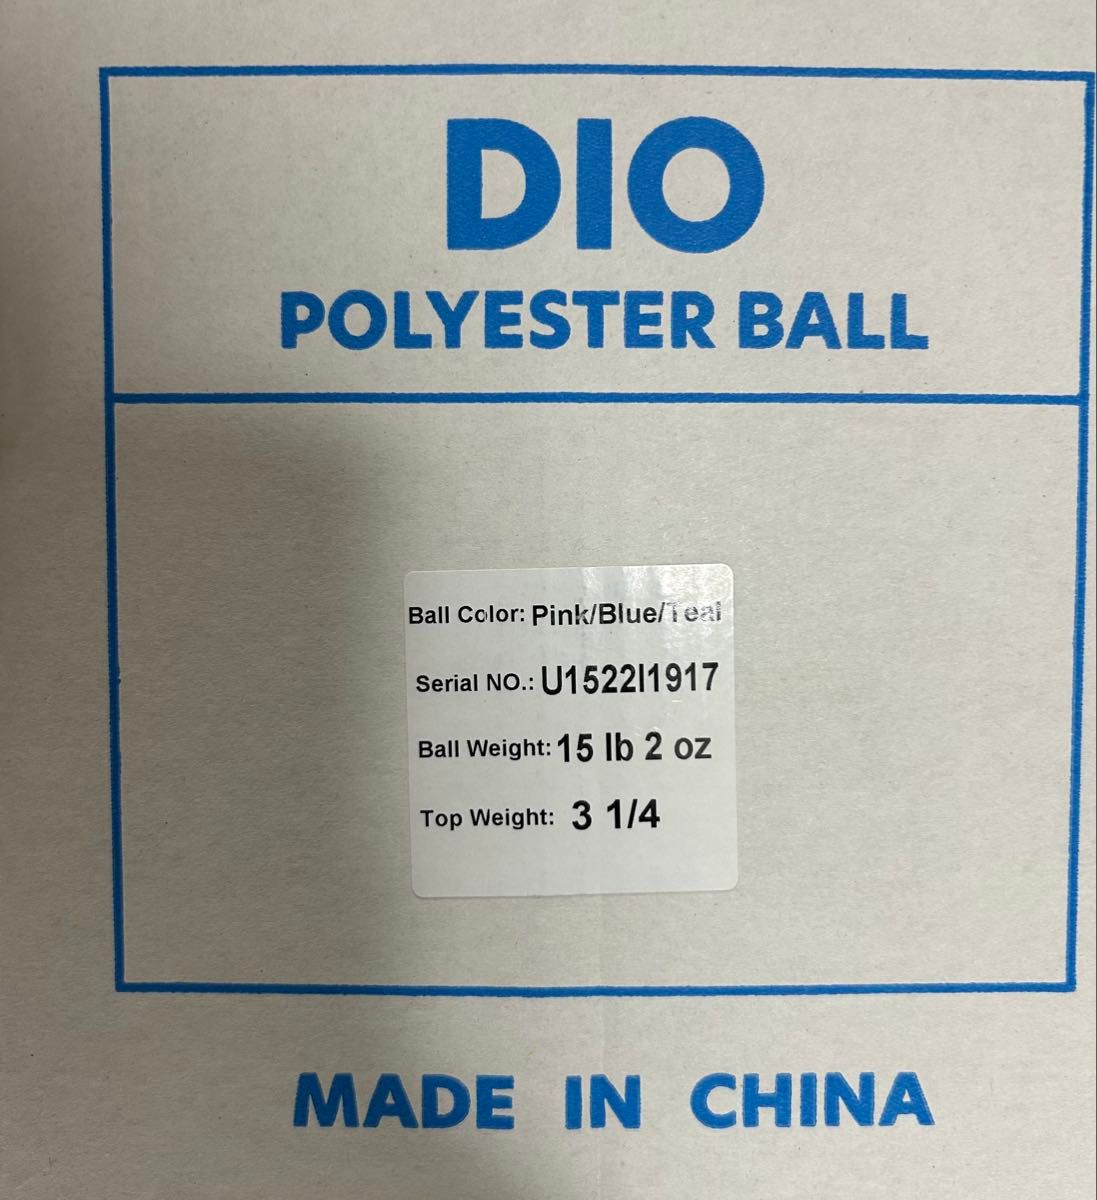 DIO
POLYESTER BALL
Ball Color: Pink/Blue/Teal
Serial NO.: U1522I1917
Ball Weight: 15 lb 2 oz
Top Weight: 3 1/4
MADE IN CHINA